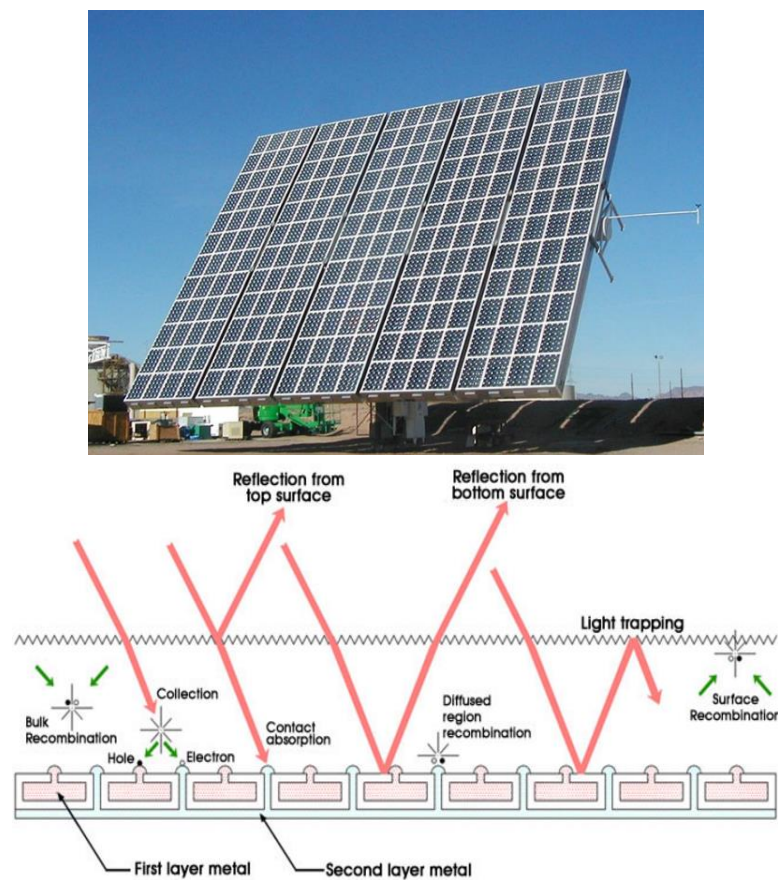 Reflection from
top surface
Reflection from
bottom surface
Light trapping
Collection
Bulk
Recombination
Contact
absorption
Diffused
region
recombination
Surface
Recombination
Hole
Electron
First layer metal
Second layer metal